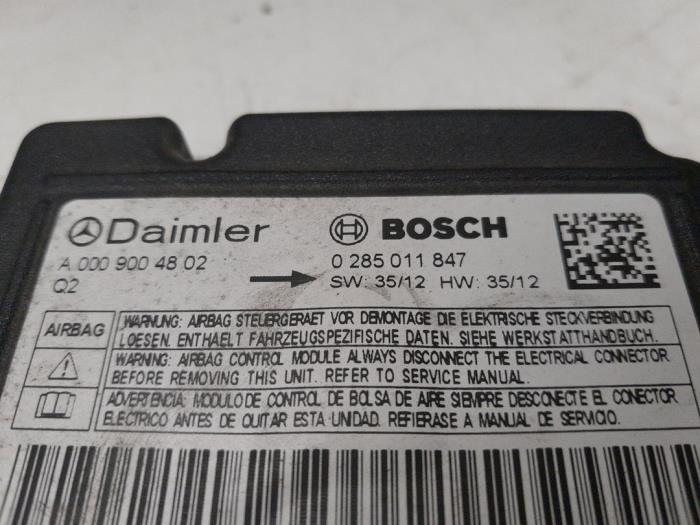 Daimler BOSCH
A 000 900 48 02 0 285 011 847
Q2 SW: 35/12 HW: 35/12
AIRBAG
WARNUNG: AIRBAG STEUERGERAET VOR DEMONTAGE DIE ELEKTRISCHE STECKVERBINDUNG
LOESEN. ENTHAELT FAHRZEUGSPEZIFISCHE DATEN. SIEHE WERKSTATTHANDBUCH.
WARNING: AIRBAG CONTROL MODULE ALWAYS DISCONNECT THE ELECTRICAL CONNECTOR
BEFORE REMOVING THIS UNIT. REFER TO SERVICE MANUAL.
ADVERTENCIA: MODULO DE CONTROL DE BOLSA DE AIRE SIEMPRE DESCONECTE EL CONECTOR
ELECTRICO ANTES DE QUITAR ESTA UNIDAD. REFIERASE A MANUAL DE SERVICIO.